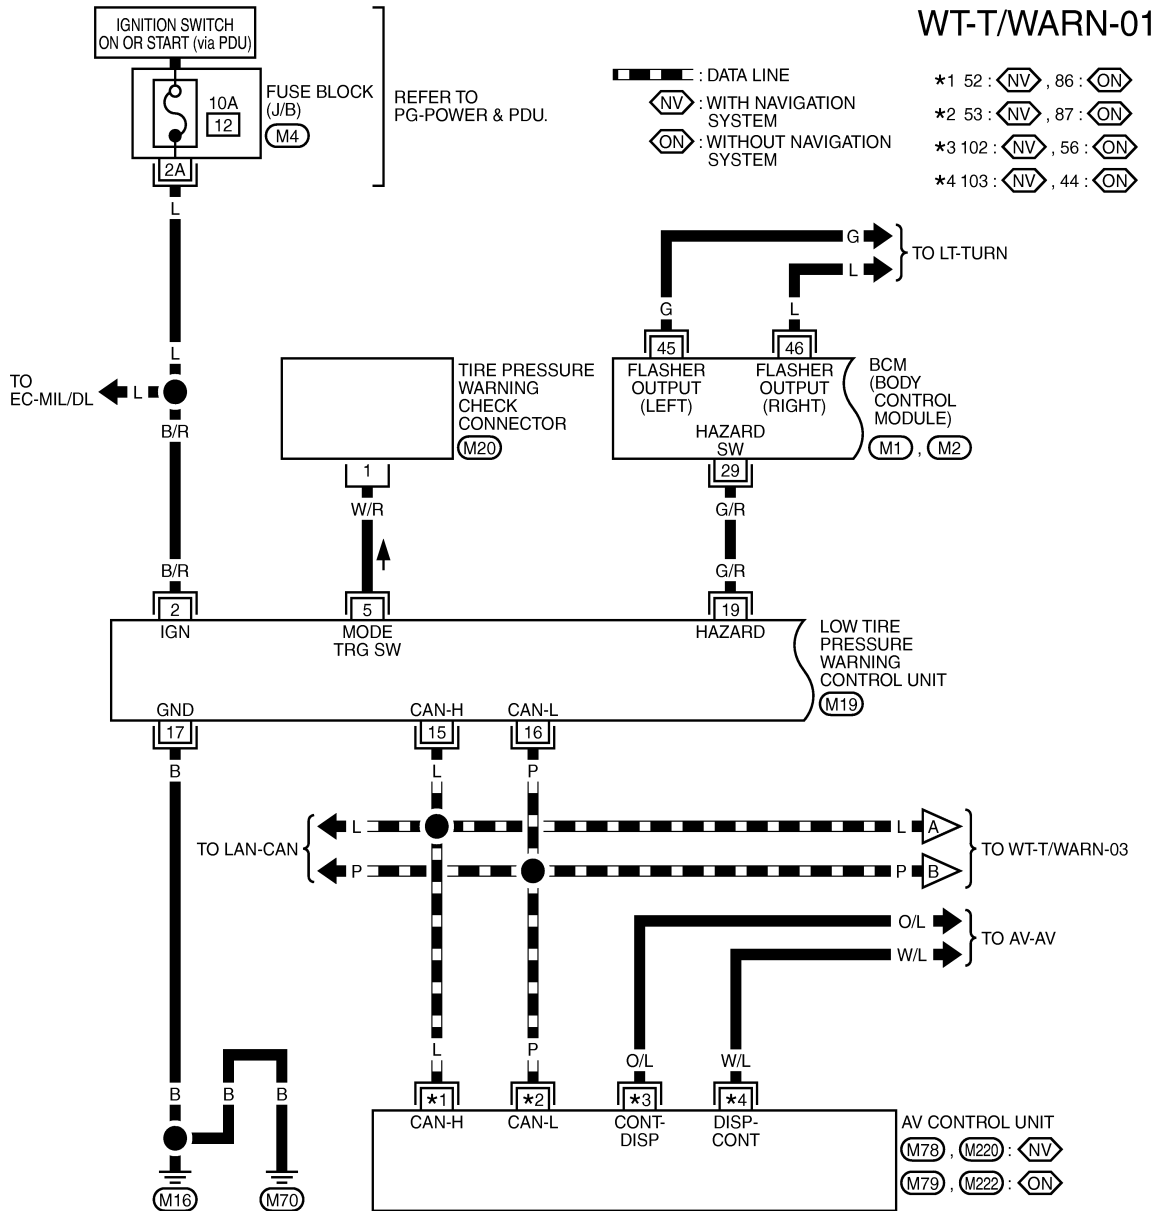 WT-T/WARN-01
IGNITION SWITCH
ON OR START (via PDU)
10A
12
FUSE BLOCK
(J/B)
M4
REFER TO
PG-POWER & PDU.
2A
: DATA LINE
NV : WITH NAVIGATION
SYSTEM
ON : WITHOUT NAVIGATION
SYSTEM
*1 52 : NV , 86 : ON
*2 53 : NV , 87 : ON
*3 102 : NV , 56 : ON
*4 103 : NV , 44 : ON
L
G
L
TO LT-TURN
G
L
L
TO
EC-MIL/DL
L
B/R
TIRE PRESSURE
WARNING
CHECK
CONNECTOR
M20
1
W/R
45
46
FLASHER
OUTPUT
(LEFT)
FLASHER
OUTPUT
(RIGHT)
HAZARD
SW
29
BCM
(BODY
CONTROL
MODULE)
M1 , M2
G/R
B/R
G/R
2
5
19
IGN
MODE
TRG SW
HAZARD
LOW TIRE
PRESSURE
WARNING
CONTROL UNIT
M19
GND
CAN-H
CAN-L
17
15
16
B
L
P
TO LAN-CAN
L
P
L
A
P
B
TO WT-T/WARN-03
O/L
W/L
TO AV-AV
L
P
O/L
W/L
B
B
B
*1
*2
*3
*4
CAN-H
CAN-L
CONT-
DISP
DISP-
CONT
AV CONTROL UNIT
M78 , M220 : NV
M79 , M222 : ON
M16
M70